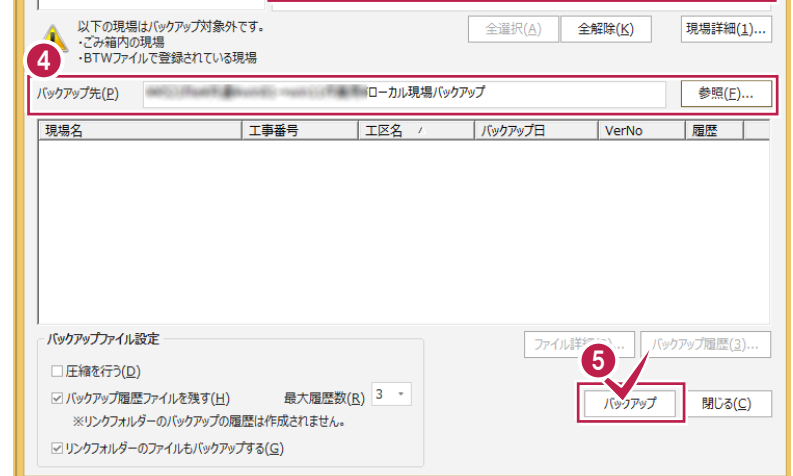 以下の現場はバックアップ対象外です。
・ごみ箱内の現場
・BTWファイルで登録されている現場
全選択(A) 全解除(K) 現場詳細(1)...
4
バックアップ先(P) ローカル現場バックアップ 参照(F)...
現場名 工事番号 工区名 バックアップ日 VerNo 履歴
バックアップファイル設定
ファイル詳細 ... バックアップ履歴(3)...
5
圧縮を行う(D)
バックアップ履歴ファイルを残す(H) 最大履歴数(R) 3
※リンクフォルダーのバックアップの履歴は作成されません。
バックアップ 閉じる(C)
リンクフォルダーのファイルもバックアップする(G)